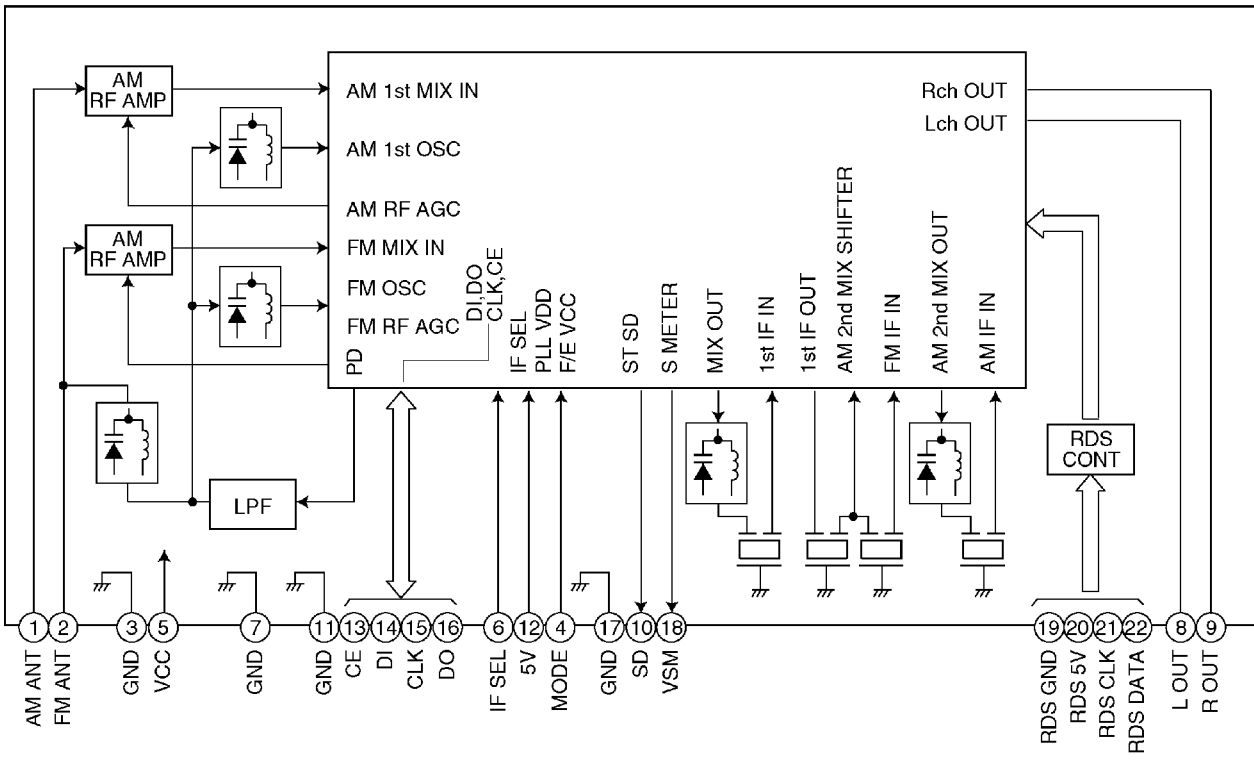 AM
RF AMP
AM 1st MIX IN
AM 1st OSC
AM RF AGC
AM
RF AMP
FM MIX IN
FM OSC
FM RF AGC
PD
DI,DO
CLK,CE
IF SEL
PLL VDD
F/E VCC
ST SD
S METER
MIX OUT
1st IF IN
1st IF OUT
AM 2nd MIX SHIFTER
FM IF IN
AM 2nd MIX OUT
AM IF IN
Rch OUT
Lch OUT
RDS
CONT
LPF
1
2
3
5
7
11
13
14
15
16
6
12
4
17
10
18
19
20
21
22
8
9
AM ANT
FM ANT
GND
VCC
GND
GND
CE
DI
CLK
DO
IF SEL
5V
MODE
GND
SD
VSM
RDS GND
RDS 5V
RDS CLK
RDS DATA
L OUT
R OUT